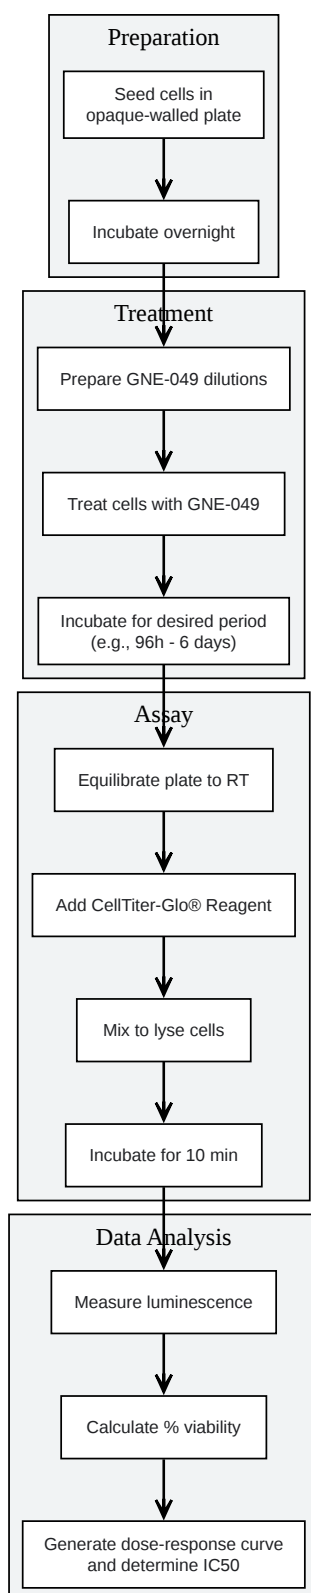 Preparation
Seed cells in
opaque-walled plate
Incubate overnight
Treatment
Prepare GNE-049 dilutions
Treat cells with GNE-049
Incubate for desired period
(e.g., 96h - 6 days)
Assay
Equilibrate plate to RT
Add CellTiter-Glo® Reagent
Mix to lyse cells
Incubate for 10 min
Data Analysis
Measure luminescence
Calculate % viability
Generate dose-response curve
and determine IC50